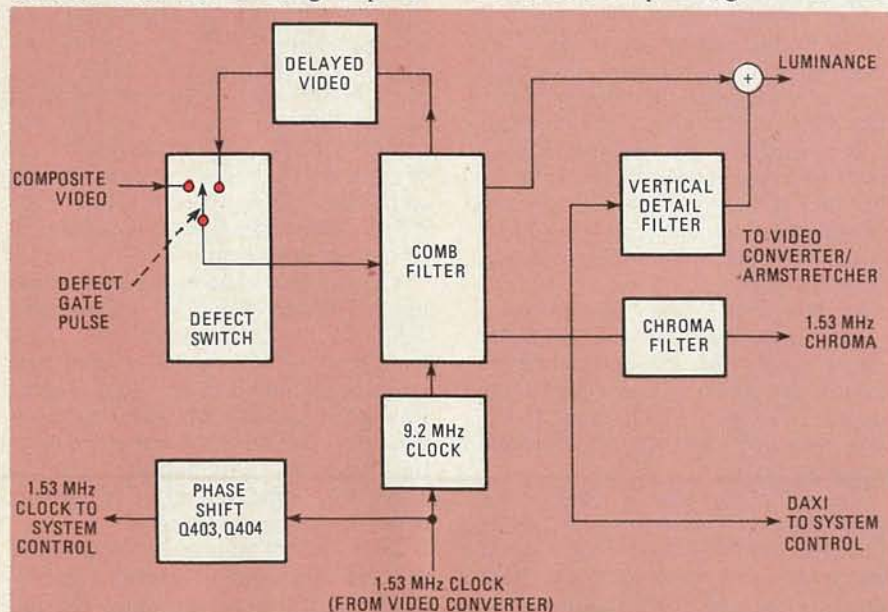 DELAYED
VIDEO
LUMINANCE
+
COMPOSITE
VIDEO
VERTICAL
DETAIL
FILTER
COMB
FILTER
TO VIDEO
CONVERTER/
ARMSTRETCHER
DEFECT
GATE
PULSE
DEFECT
SWITCH
CHROMA
FILTER
1.53 MHz
CHROMA
9.2 MHz
CLOCK
1.53 MHz
CLOCK TO
SYSTEM
CONTROL
PHASE
SHIFT
Q403, Q404
DAXI
TO SYSTEM
CONTROL
1.53 MHz CLOCK
(FROM VIDEO CONVERTER)